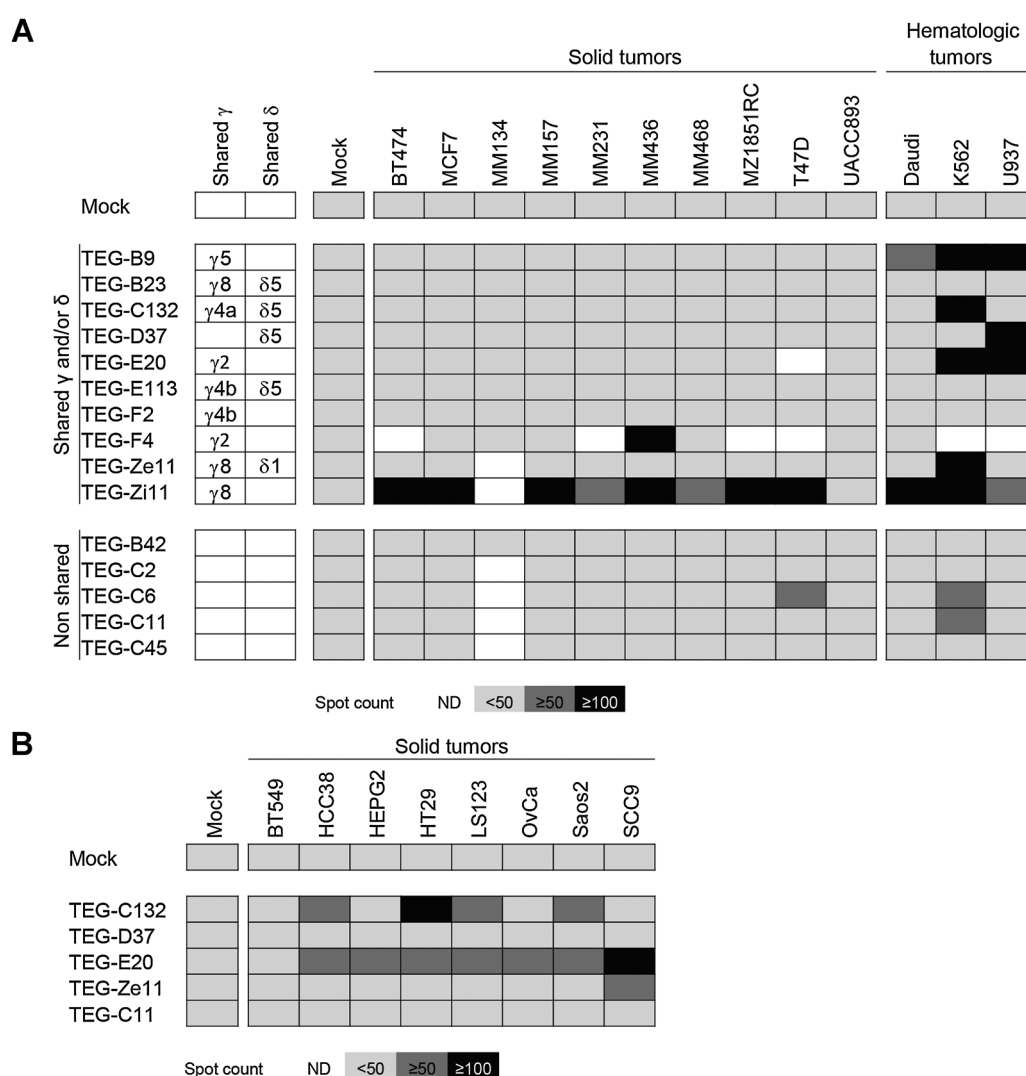 A
Hematologic
Solid tumors tumors
Shared γ Shared δ Mock BT474 MCF7 MM134 MM157 MM231 MM436 MM468 MZ1851RC T47D UACC893 Daudi K562 U937
Mock
Shared γ and/or δ
TEG-B9 γ5
TEG-B23 γ8 δ5
TEG-C132 γ4a δ5
TEG-D37 δ5
TEG-E20 γ2
TEG-E113 γ4b δ5
TEG-F2 γ4b
TEG-F4 γ2
TEG-Ze11 γ8 δ1
TEG-Zi11 γ8
Non shared
TEG-B42
TEG-C2
TEG-C6
TEG-C11
TEG-C45
Spot count ND <50 ≥50 ≥100
B
Solid tumors
Mock BT549 HCC38 HEPG2 HT29 LS123 OvCa Saos2 SCC9
Mock
TEG-C132
TEG-D37
TEG-E20
TEG-Ze11
TEG-C11
Spot count ND <50 ≥50 ≥100